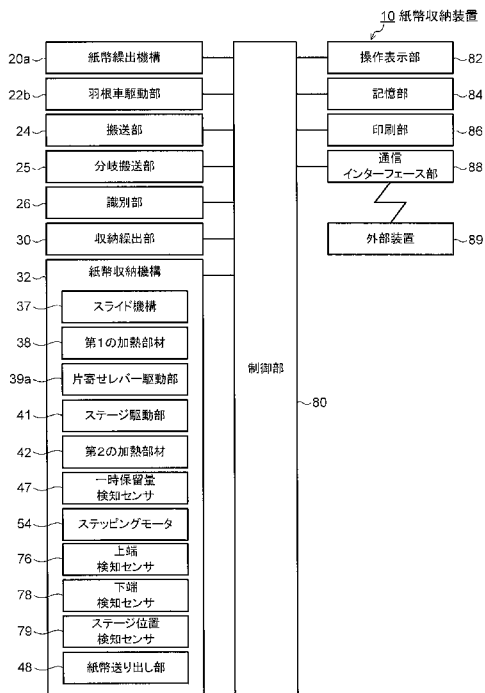 10 紙幣収納装置
20a 紙幣繰出機構
22b 羽根車駆動部
24 搬送部
25 分岐搬送部
26 識別部
30 収納繰出部
32 紙幣収納機構
37 スライド機構
38 第1の加熱部材
39a 片寄せレバー駆動部
41 ステージ駆動部
42 第2の加熱部材
47 一時保留量
検知センサ
54 ステッピングモータ
76 上端
検知センサ
78 下端
検知センサ
79 ステージ位置
検知センサ
48 紙幣送り出し部
制御部
80
操作表示部 82
記憶部 84
印刷部 86
通信
インターフェース部 88
外部装置 89